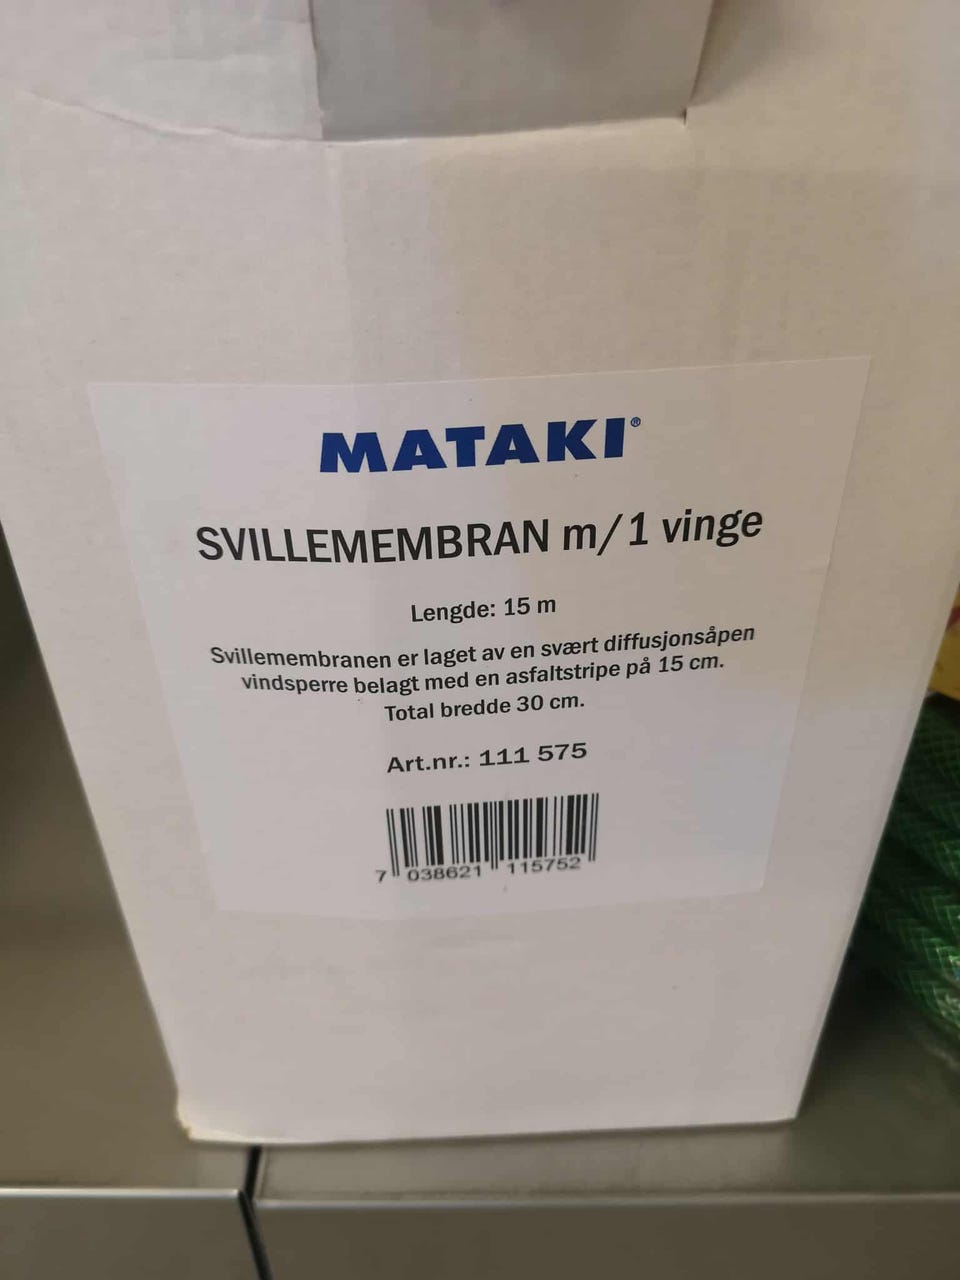 MATAKI®
SVILLEMEMBRAN m/1 vinge
Lengde: 15 m
Svillemembranen er laget av en svært diffusjonsåpen
vindsperre belagt med en asfaltstripe på 15 cm.
Total bredde 30 cm.
Art.nr.: 111 575
7 038621 115752